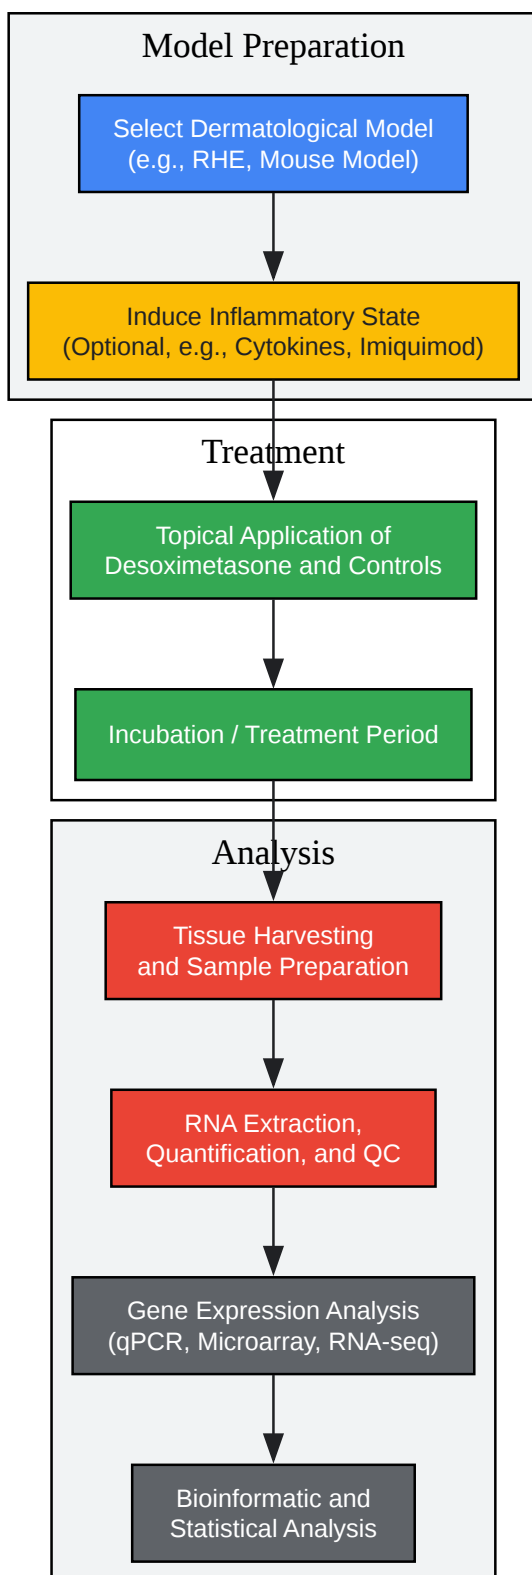 Model Preparation
Select Dermatological Model
(e.g., RHE, Mouse Model)
Induce Inflammatory State
(Optional, e.g., Cytokines, Imiquimod)
Treatment
Topical Application of
Desoximetasone and Controls
Incubation / Treatment Period
Analysis
Tissue Harvesting
and Sample Preparation
RNA Extraction,
Quantification, and QC
Gene Expression Analysis
(qPCR, Microarray, RNA-seq)
Bioinformatic and
Statistical Analysis